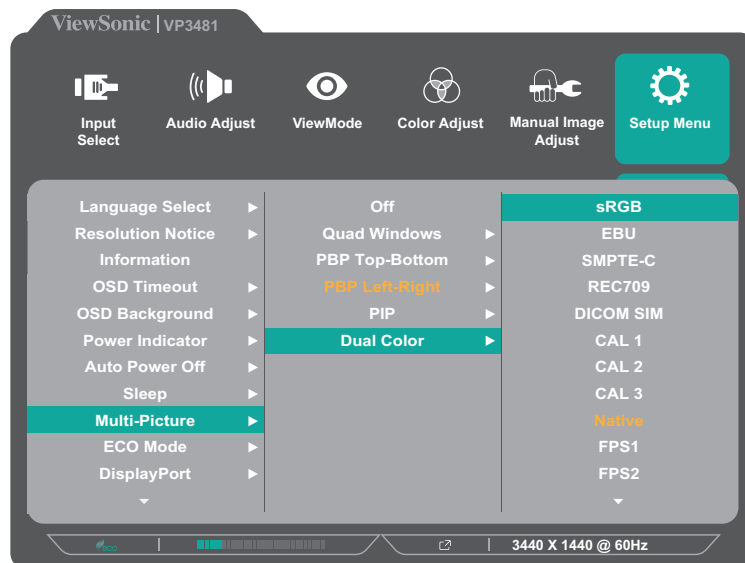 ViewSonic | VP3481
Input Select
Audio Adjust
ViewMode
Color Adjust
Manual Image Adjust
Setup Menu
Language Select
Resolution Notice
Information
OSD Timeout
OSD Background
Power Indicator
Auto Power Off
Sleep
Multi-Picture
ECO Mode
DisplayPort
Off
Quad Windows
PBP Top-Bottom
PBP Left-Right
PIP
Dual Color
sRGB
EBU
SMPTE-C
REC709
DICOM SIM
CAL 1
CAL 2
CAL 3
Native
FPS1
FPS2
eco
3440 X 1440 @ 60Hz